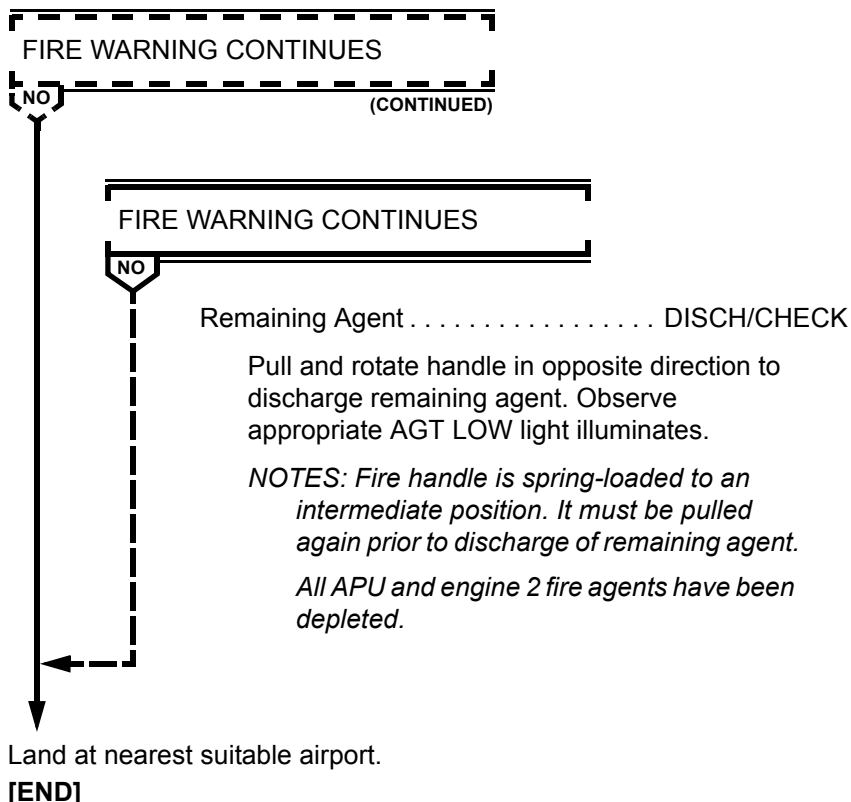 FIRE WARNING CONTINUES
NO
(CONTINUED)
FIRE WARNING CONTINUES
NO
Remaining Agent . . . . . . . . . . . . . . . . . DISCH/CHECK
Pull and rotate handle in opposite direction to
discharge remaining agent. Observe
appropriate AGT LOW light illuminates.
NOTES: Fire handle is spring-loaded to an
intermediate position. It must be pulled
again prior to discharge of remaining agent.
All APU and engine 2 fire agents have been
depleted.
Land at nearest suitable airport.
[END]